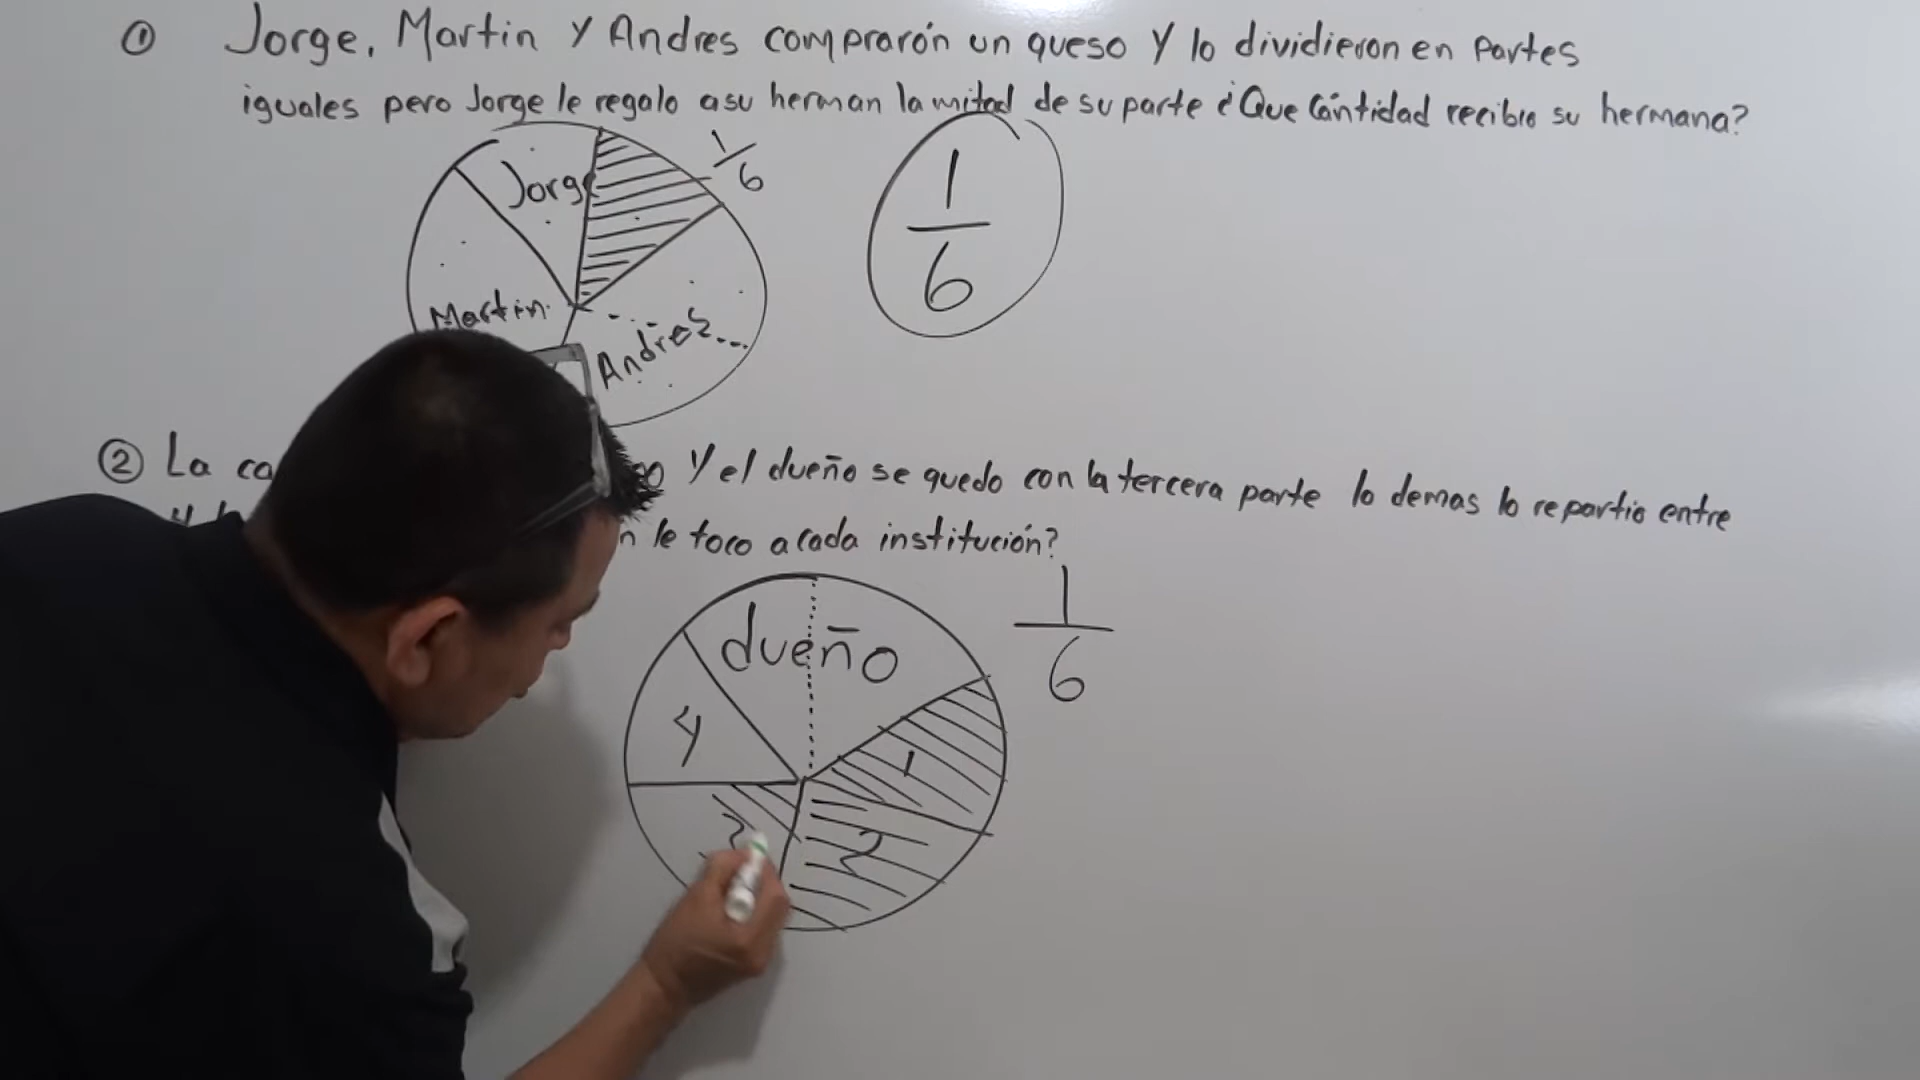 ① Jorge, Martin y Andres comprarón un queso y lo dividieron en partes
iguales pero Jorge le regalo a su herman la mitad de su parte ¿Que Cántidad recibio su hermana?
Jorge
1/6
Martin
Andres
1
6
② La y el dueño se quedo con la tercera parte lo demas lo repartio entre
4 le toco a cada institución?
dueño
1
6
4
1
3
2